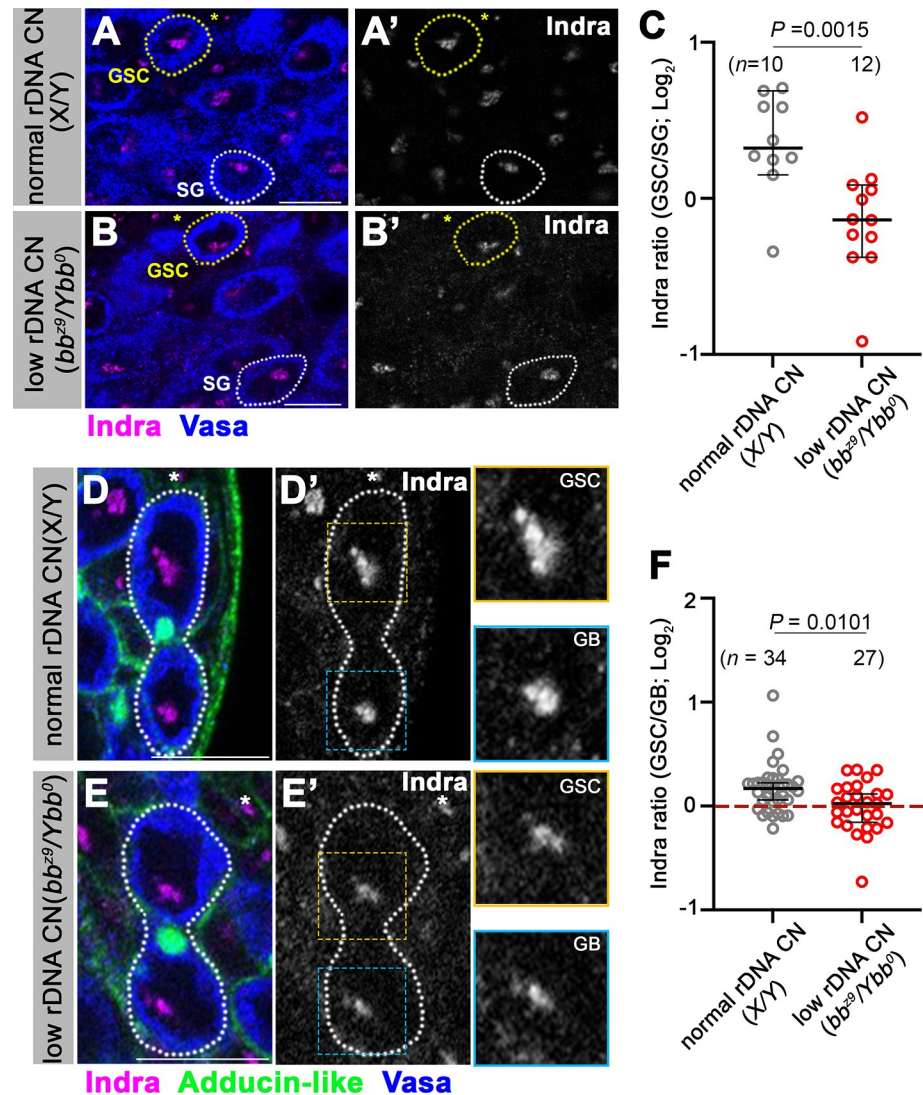 normal rDNA CN
(X/Y)
A
*
GSC
SG
A’
*
Indra
low rDNA CN
(bbᶻ⁹/Ybb⁰)
B
*
GSC
SG
B’
*
Indra
Indra Vasa
C
P =0.0015
(n=10 12)
Indra ratio (GSC/SG; Log₂)
1
0
-1
normal rDNA CN
(X/Y)
low rDNA CN
(bbᶻ⁹/Ybb⁰)
normal rDNA CN(X/Y)
D
*
D’
*
Indra
GSC
GB
low rDNA CN(bbᶻ⁹/Ybb⁰)
E
*
E’
*
Indra
GSC
GB
Indra Adducin-like Vasa
F
P = 0.0101
(n = 34 27)
Indra ratio (GSC/GB; Log₂)
2
1
0
-1
normal rDNA CN
(X/Y)
low rDNA CN
(bbᶻ⁹/Ybb⁰)